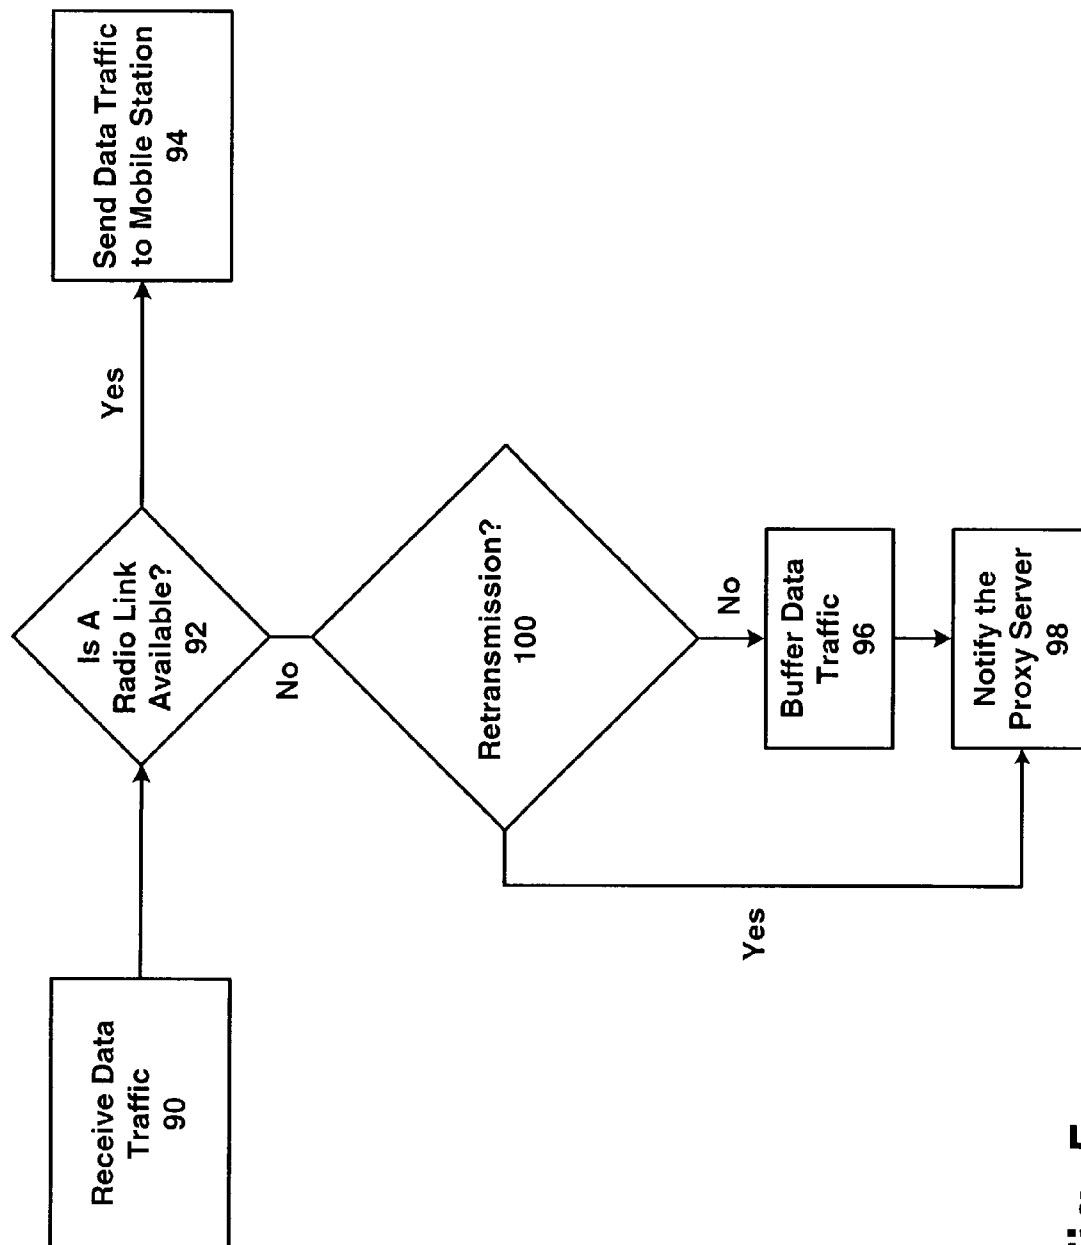 Receive Data
Traffic
90
Is A
Radio Link
Available?
92
Yes
Send Data Traffic
to Mobile Station
94
No
Retransmission?
100
No
Buffer Data
Traffic
96
Yes
Notify the
Proxy Server
98